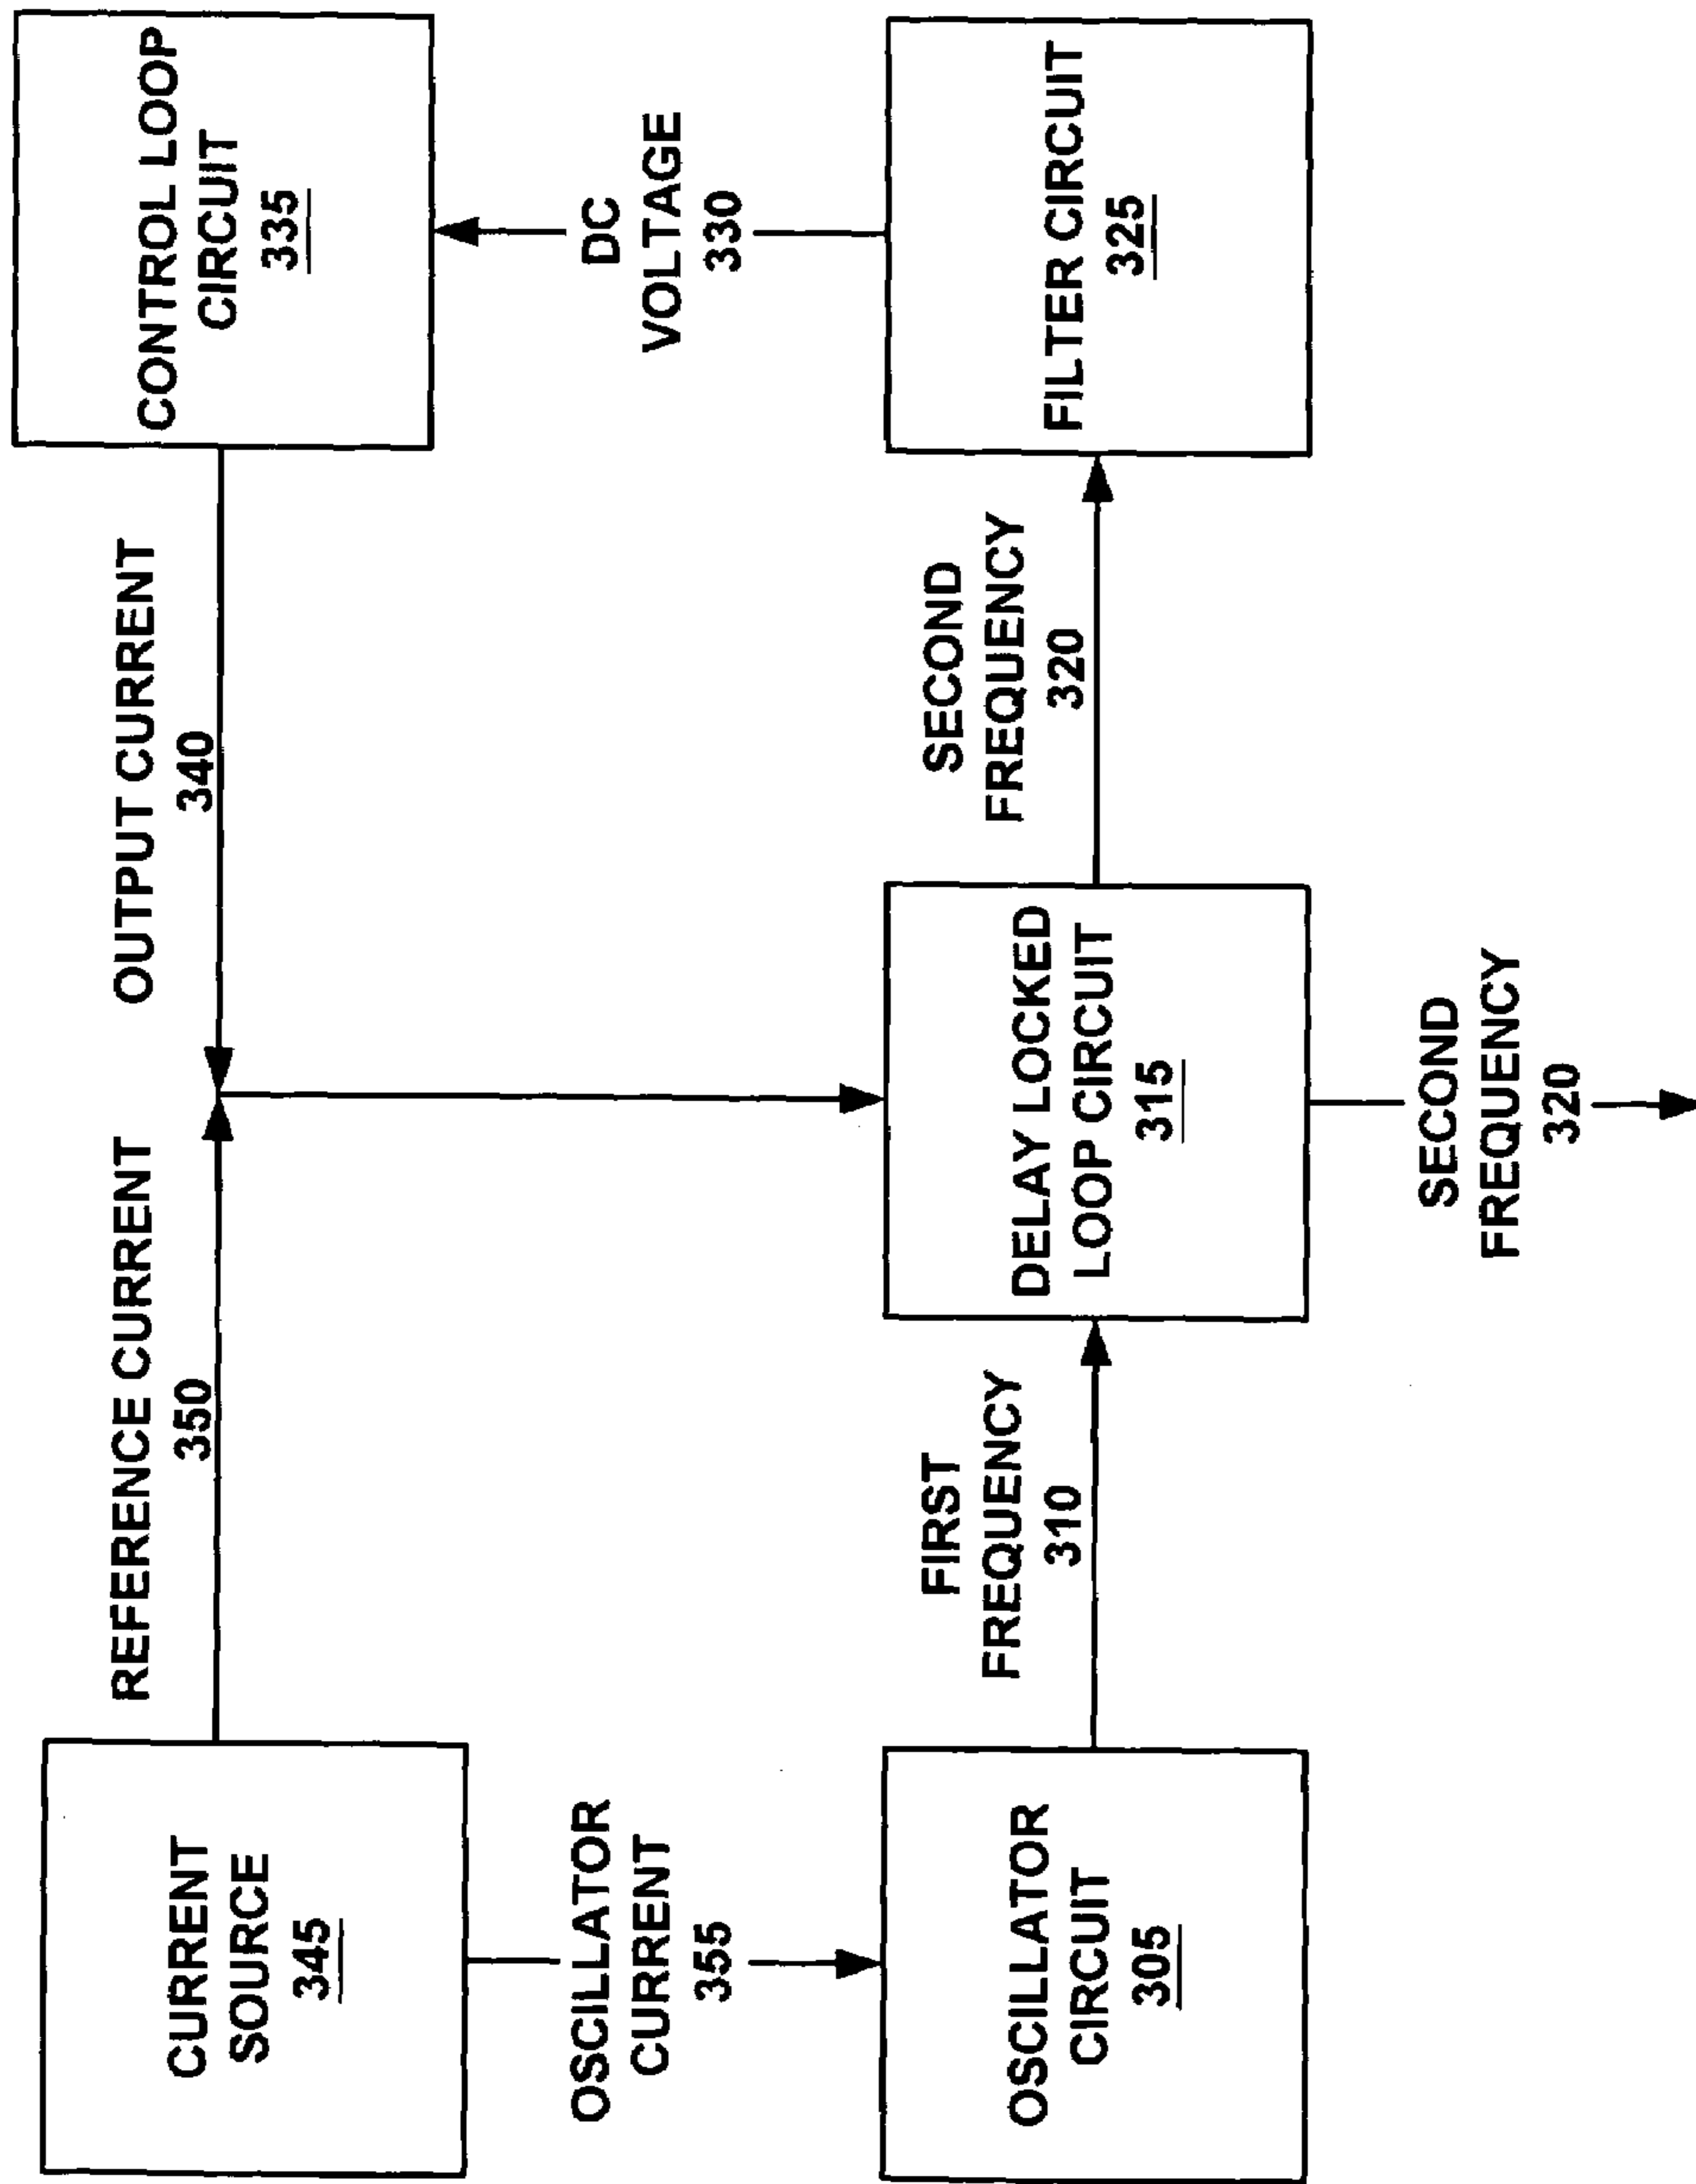 CURRENT
SOURCE
345
REFERENCE CURRENT
350
OUTPUT CURRENT
340
CONTROL LOOP
CIRCUIT
335
OSCILLATOR
CURRENT
355
DC
VOLTAGE
330
OSCILLATOR
CIRCUIT
305
FIRST
FREQUENCY
310
DELAY LOCKED
LOOP CIRCUIT
315
SECOND
FREQUENCY
320
FILTER CIRCUIT
325
SECOND
FREQUENCY
320